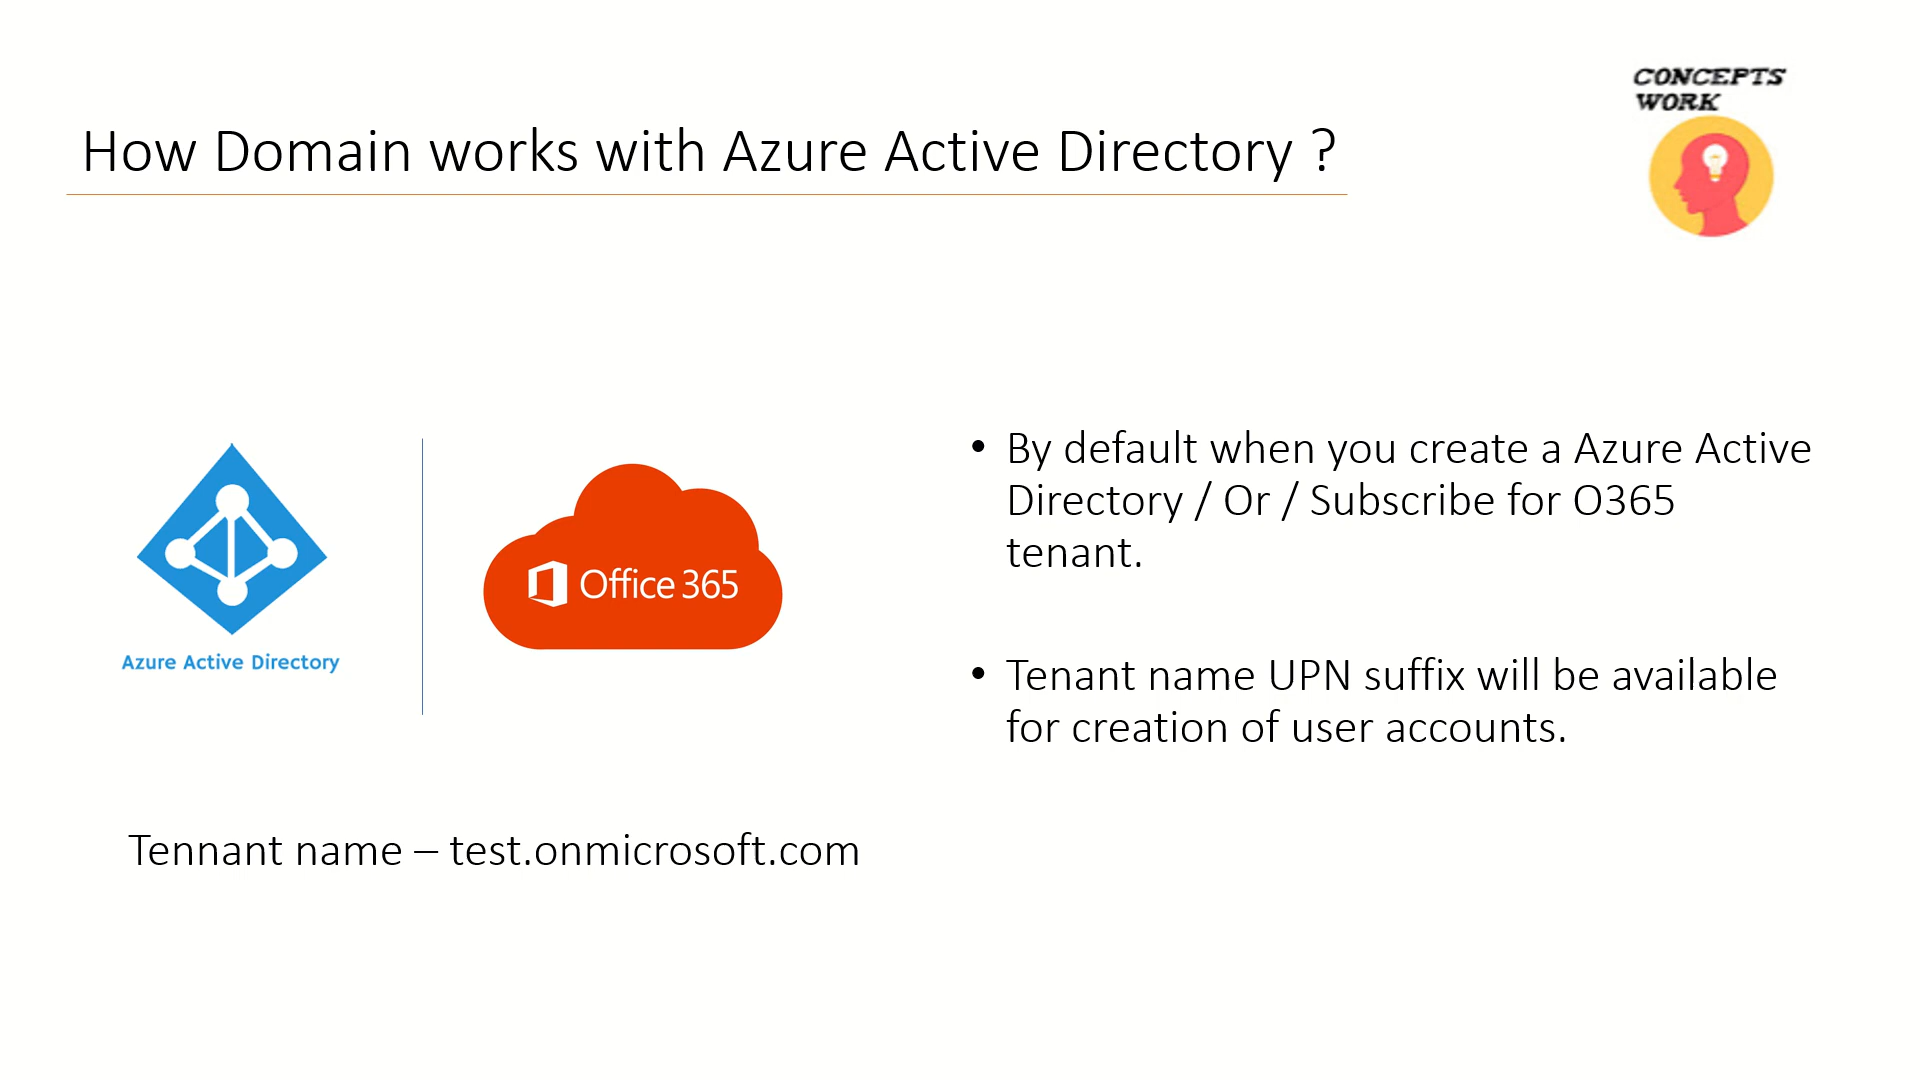 CONCEPTS
WORK
How Domain works with Azure Active Directory ?
Azure Active Directory
Office 365
• By default when you create a Azure Active
Directory / Or / Subscribe for O365
tenant.
• Tenant name UPN suffix will be available
for creation of user accounts.
Tennant name – test.onmicrosoft.com